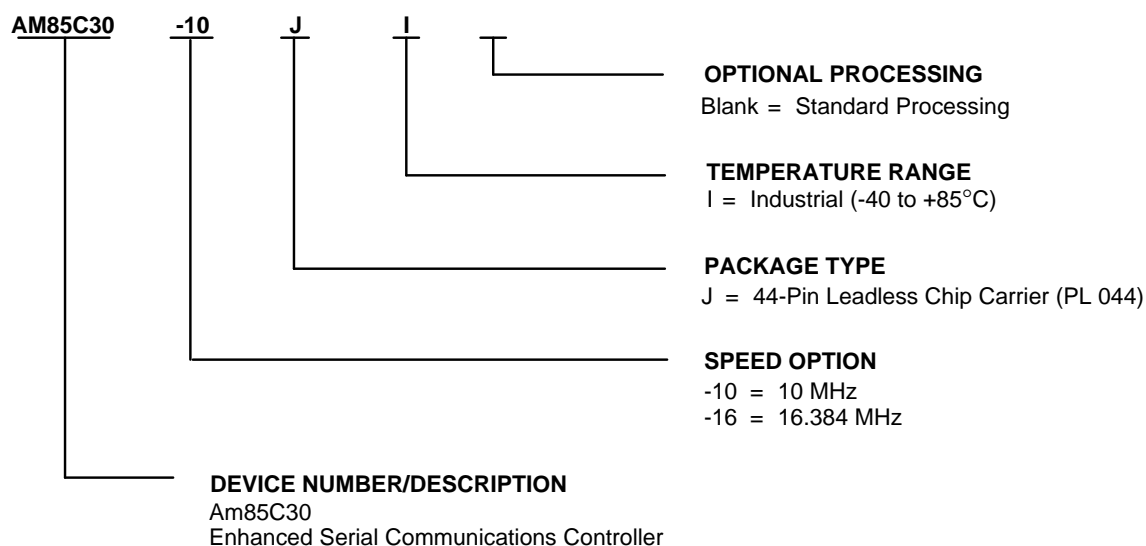 AM85C30 -10 J I
OPTIONAL PROCESSING
Blank = Standard Processing
TEMPERATURE RANGE
I = Industrial (-40 to +85°C)
PACKAGE TYPE
J = 44-Pin Leadless Chip Carrier (PL 044)
SPEED OPTION
-10 = 10 MHz
-16 = 16.384 MHz
DEVICE NUMBER/DESCRIPTION
Am85C30
Enhanced Serial Communications Controller